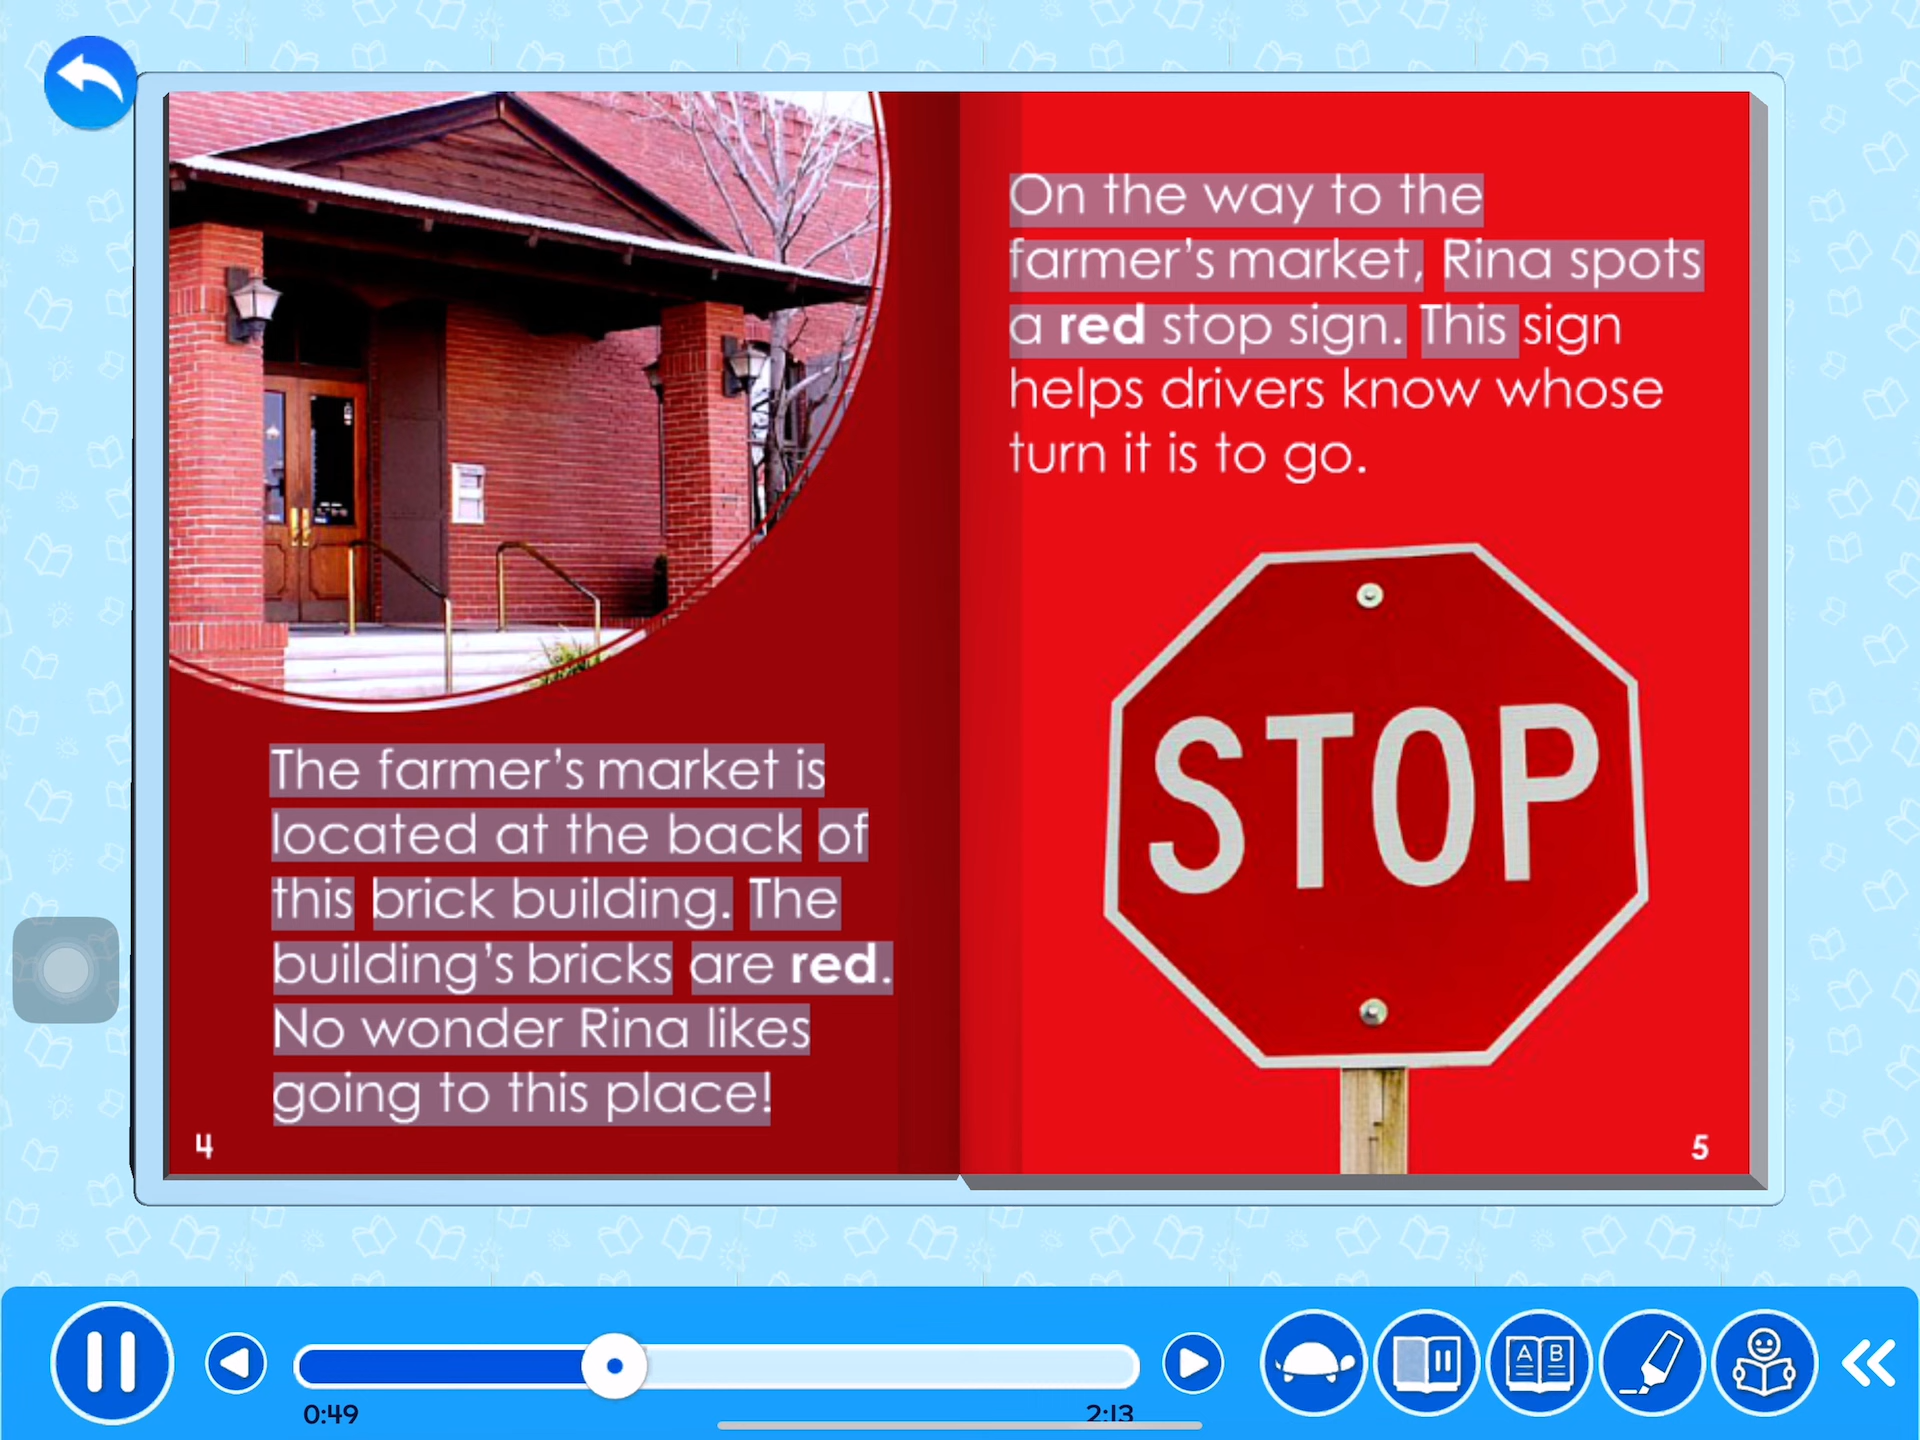 The farmer's market is
located at the back of
this brick building. The
building's bricks are red.
No wonder Rina likes
going to this place!
4
On the way to the
farmer's market, Rina spots
a red stop sign. This sign
helps drivers know whose
turn it is to go.
STOP
5
0:49
2:13
A B